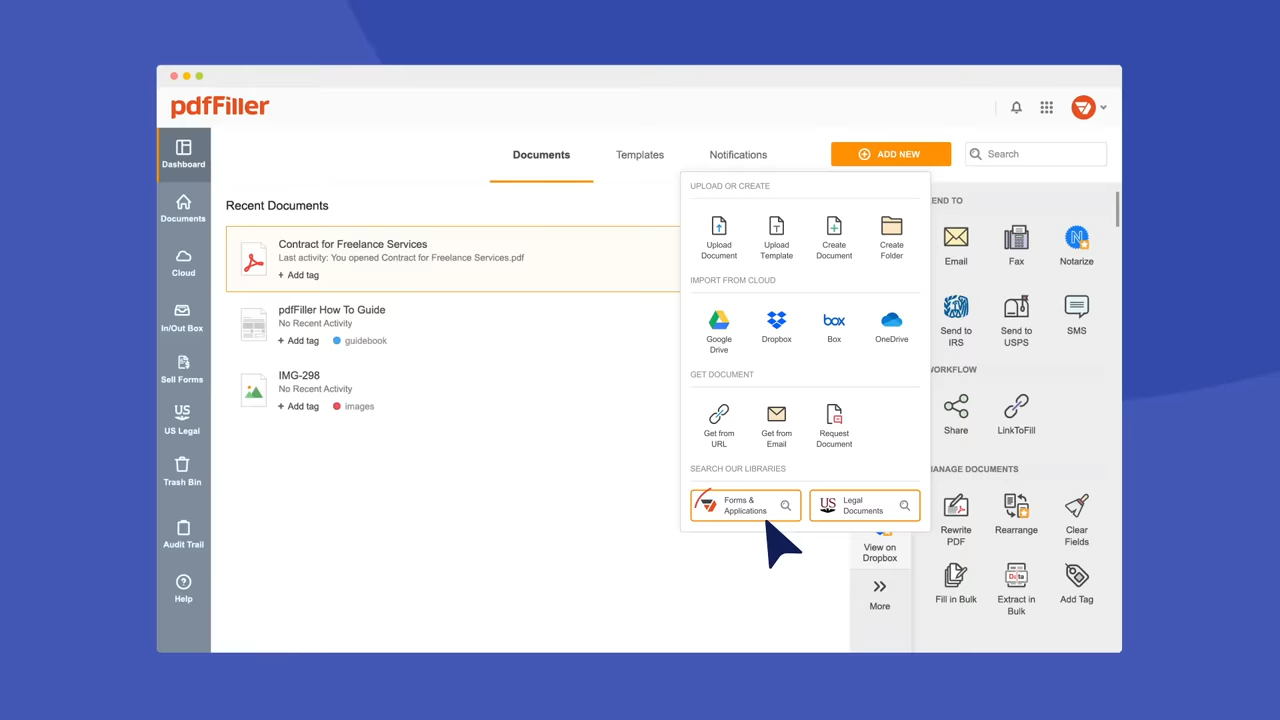 pdfFiller
Dashboard
Documents
Cloud
In/Out Box
Sell Forms
US
US Legal
Trash Bin
Audit Trail
Help
Documents
Templates
Notifications
ADD NEW
Search
Recent Documents
Contract for Freelance Services
Last activity: You opened Contract for Freelance Services.pdf
+ Add tag
pdfFiller How To Guide
No Recent Activity
+ Add tag
guidebook
IMG-298
No Recent Activity
+ Add tag
images
UPLOAD OR CREATE
Upload
Document
Upload
Template
Create
Document
Create
Folder
IMPORT FROM CLOUD
Google
Drive
Dropbox
box
Box
OneDrive
GET DOCUMENT
Get from
URL
Get from
Email
Request
Document
SEARCH OUR LIBRARIES
Forms &
Applications
US
Legal
Documents
View on
Dropbox
More
END TO
Email
Fax
N
Notarize
Send to
IRS
Send to
USPS
SMS
WORKFLOW
Share
LinkToFill
MANAGE DOCUMENTS
Rewrite
PDF
Rearrange
Clear
Fields
Fill in Bulk
Data
Extract in
Bulk
Add Tag